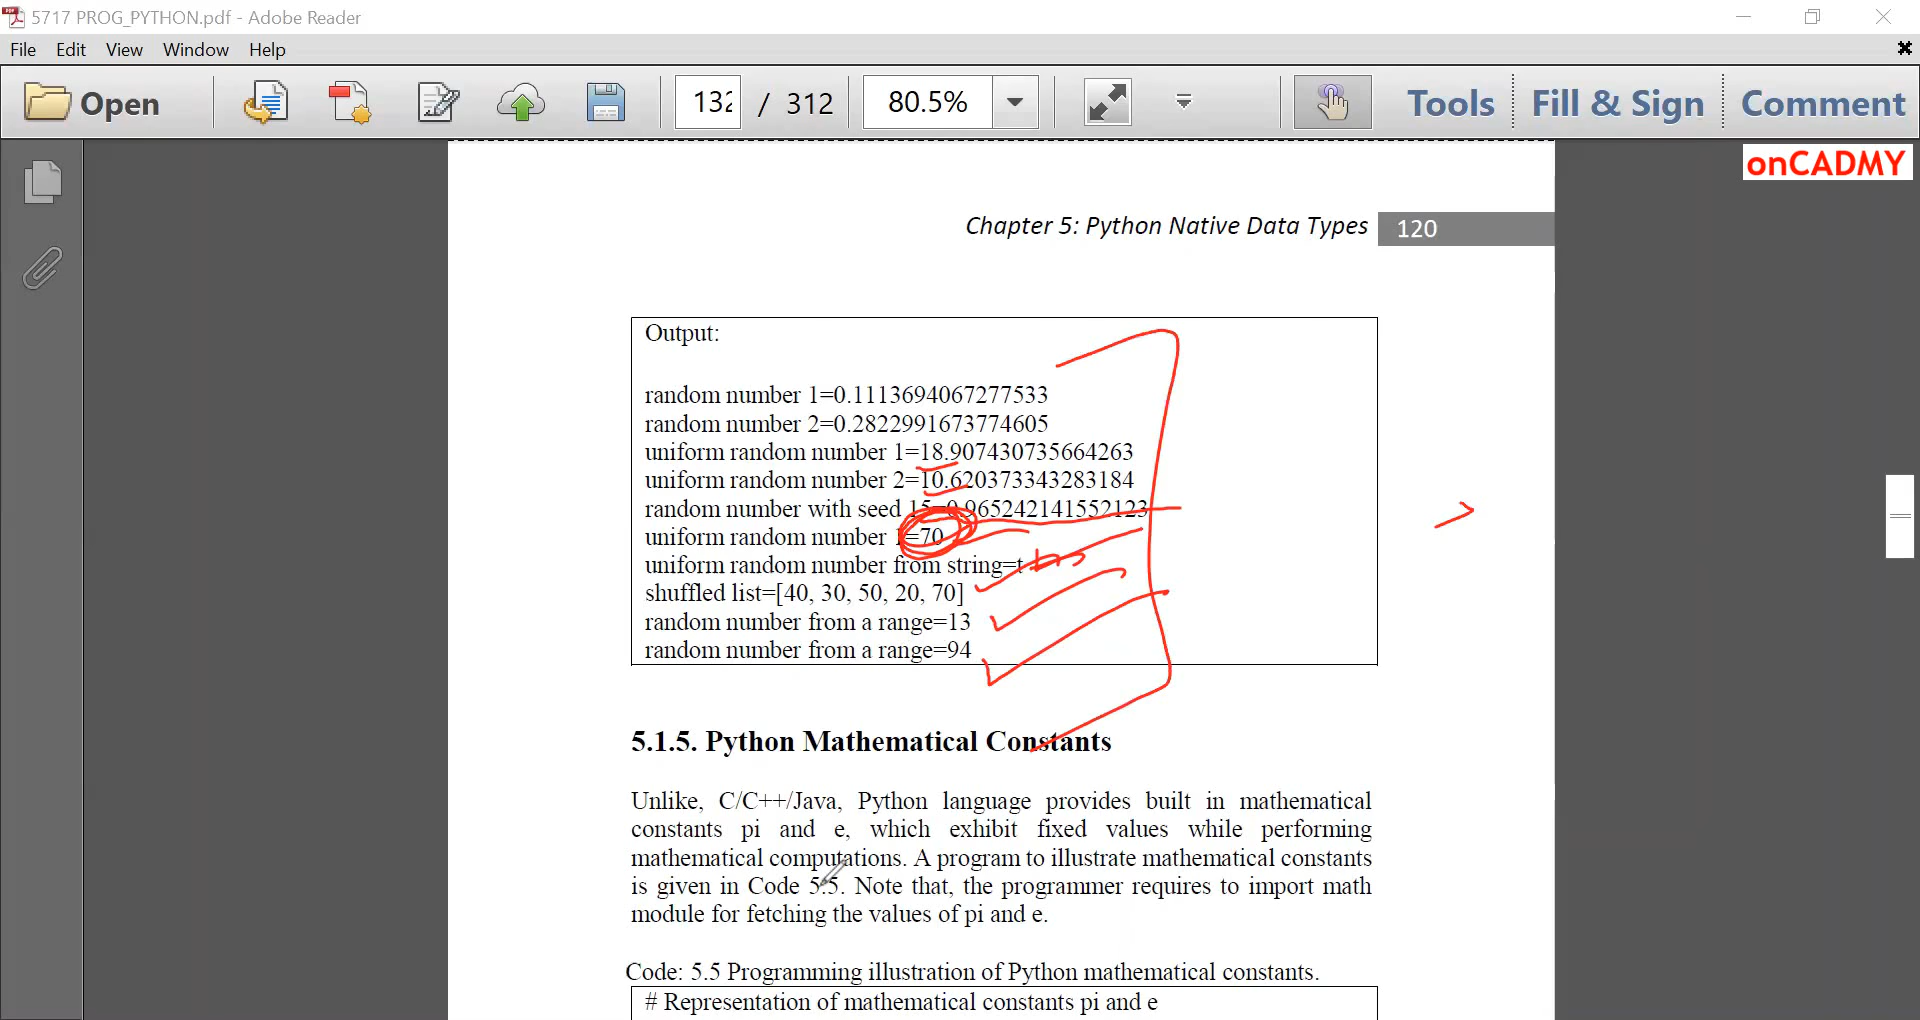 5717 PROG_PYTHON.pdf - Adobe Reader
File Edit View Window Help
Open 132 / 312 80.5% Tools Fill & Sign Comment
onCADMY
Chapter 5: Python Native Data Types 120
Output:
random number 1=0.1113694067277533
random number 2=0.2822991673774605
uniform random number 1=18.907430735664263
uniform random number 2=10.620373343283184
random number with seed 15=0.965242141552123
uniform random number 1=70
uniform random number from string=t
shuffled list=[40, 30, 50, 20, 70]
random number from a range=13
random number from a range=94
5.1.5. Python Mathematical Constants
Unlike, C/C++/Java, Python language provides built in mathematical
constants pi and e, which exhibit fixed values while performing
mathematical computations. A program to illustrate mathematical constants
is given in Code 5.5. Note that, the programmer requires to import math
module for fetching the values of pi and e.
Code: 5.5 Programming illustration of Python mathematical constants.
# Representation of mathematical constants pi and e